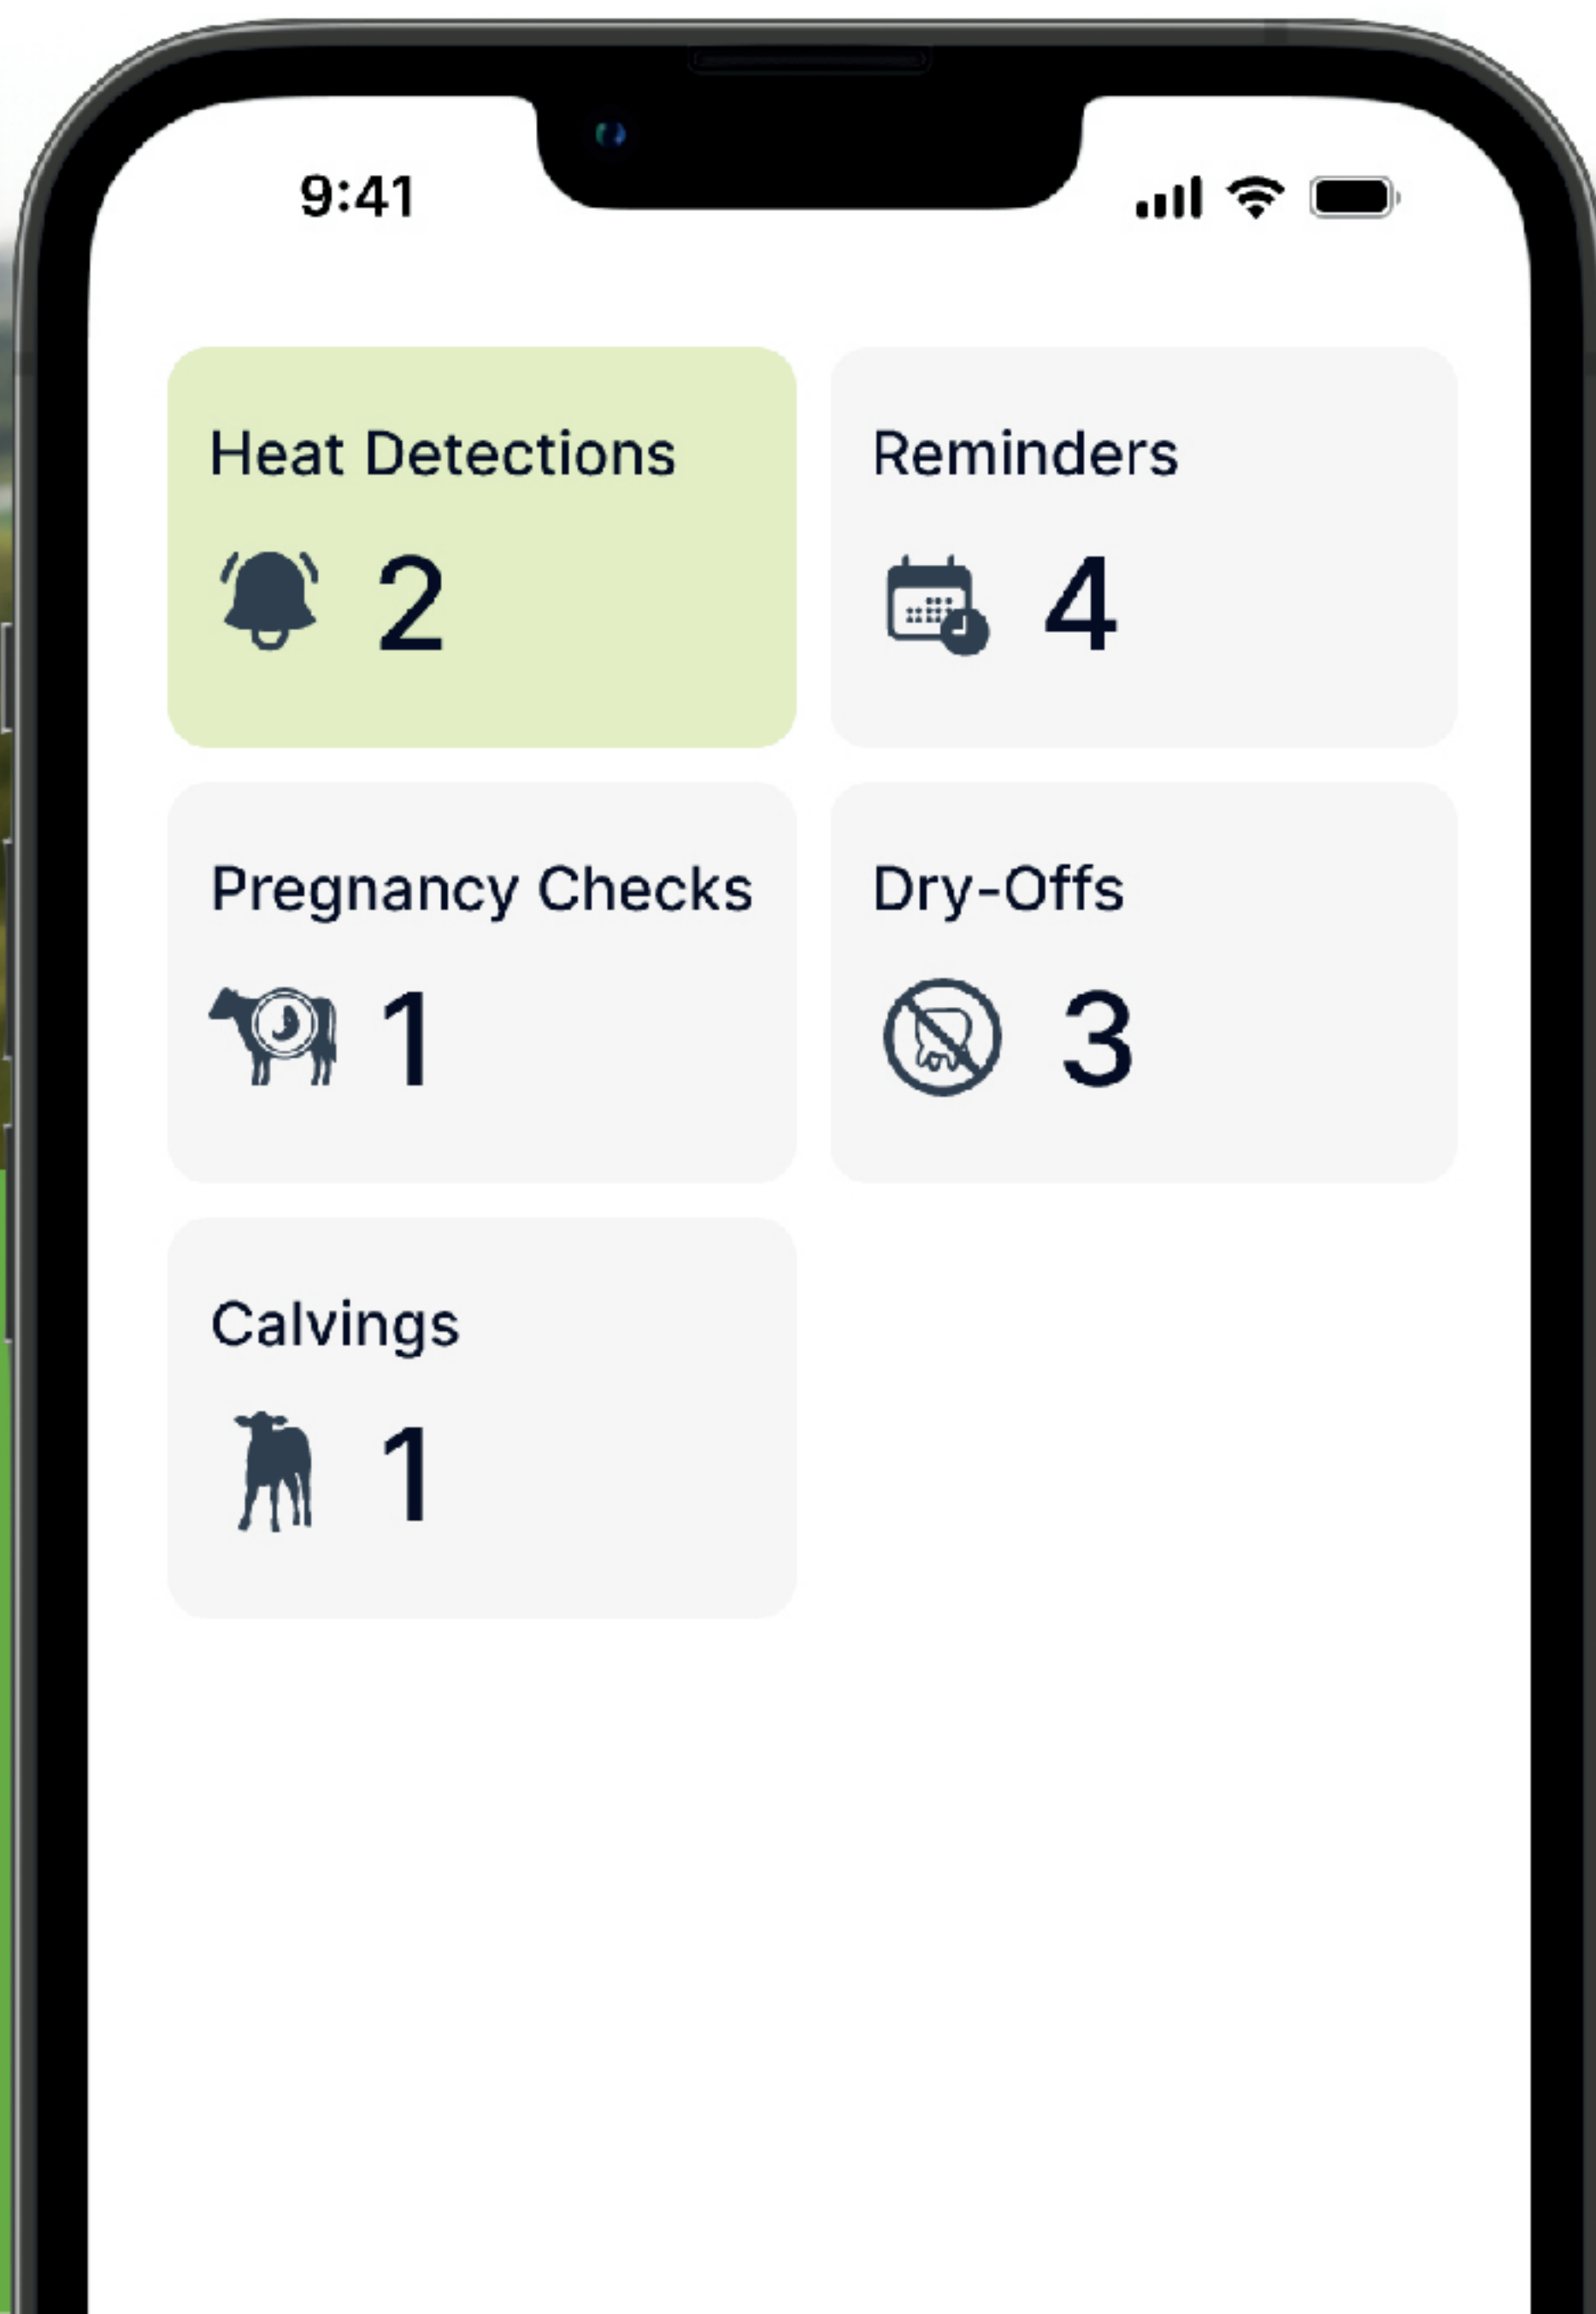 9:41
Heat Detections
2
Reminders
4
Pregnancy Checks
1
Dry-Offs
3
Calvings
1